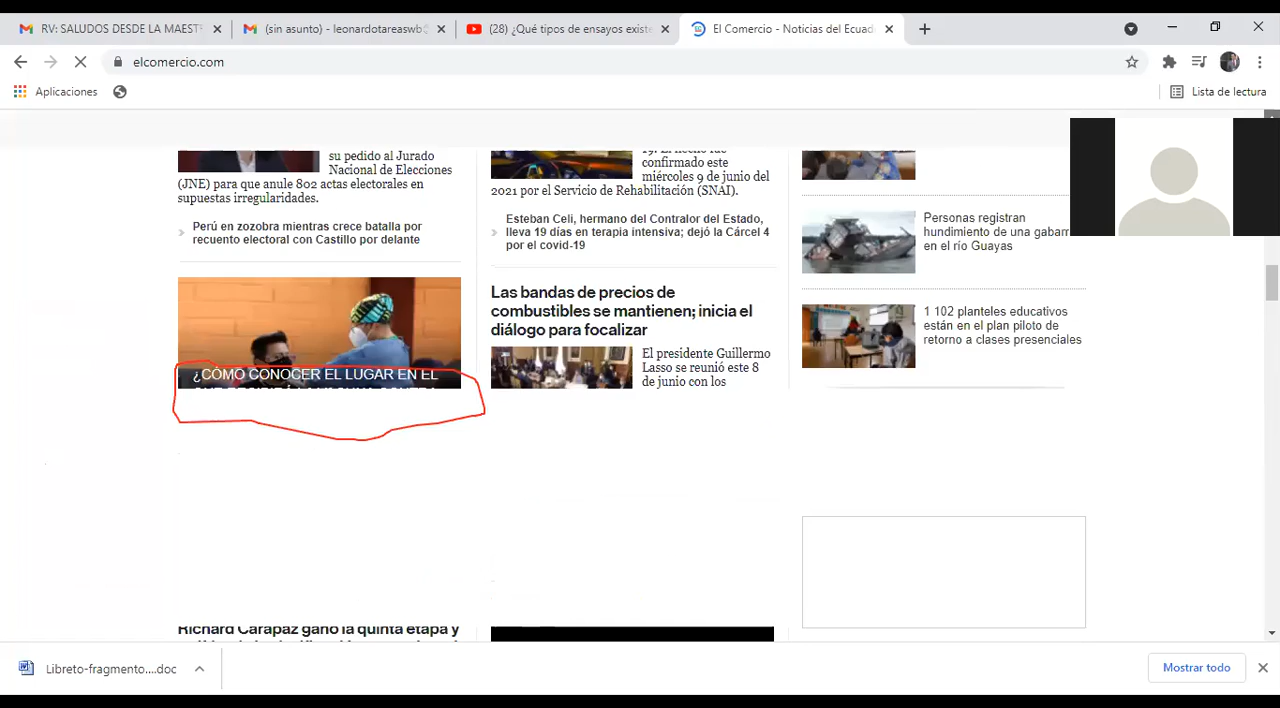 RV: SALUDOS DESDE LA MAEST
(sin asunto) - leonardotareaswb@
(28) ¿Qué tipos de ensayos existe
El Comercio - Noticias del Ecuad
elcomercio.com
Aplicaciones
Lista de lectura
su pedido al Jurado
Nacional de Elecciones
(JNE) para que anule 802 actas electorales en
supuestas irregularidades.
Perú en zozobra mientras crece batalla por
recuento electoral con Castillo por delante
¿CÓMO CONOCER EL LUGAR EN EL
confirmado este
miércoles 9 de junio del
2021 por el Servicio de Rehabilitación (SNAI).
Esteban Celi, hermano del Contralor del Estado,
lleva 19 días en terapia intensiva; dejó la Cárcel 4
por el covid-19
Las bandas de precios de
combustibles se mantienen; inicia el
diálogo para focalizar
El presidente Guillermo
Lasso se reunió este 8
de junio con los
Personas registran
hundimiento de una gabarr
en el río Guayas
1 102 planteles educativos
están en el plan piloto de
retorno a clases presenciales
Richard Carapaz ganó la quinta etapa y
Libreto-fragmento....doc
Mostrar todo